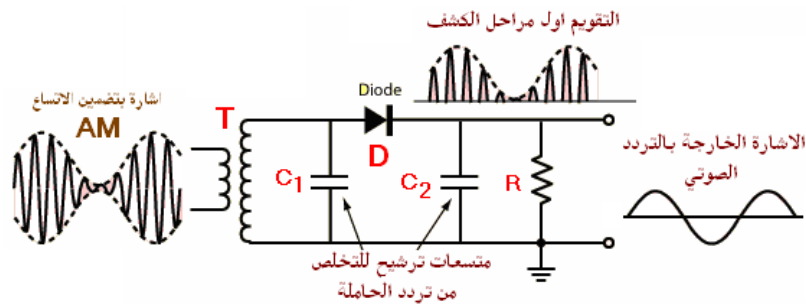 التقويم اول مراحل الكشف
اشارة بتضمين الاتساع
AM
T
Diode
D
C1
C2
R
الاشارة الخارجة بالتردد
الصوتي
متسعات ترشيح للتخلص
من تردد الحاملة